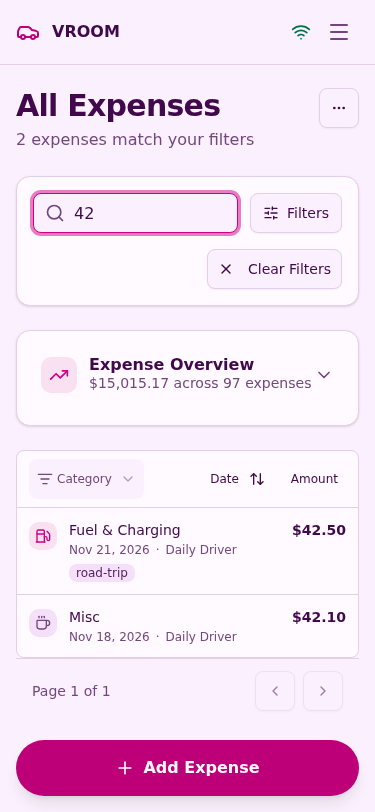 VROOM
All Expenses
2 expenses match your filters
42
Filters
Clear Filters
Expense Overview
$15,015.17 across 97 expenses
Category Date Amount
Fuel & Charging $42.50
Nov 21, 2026 · Daily Driver
road-trip
Misc $42.10
Nov 18, 2026 · Daily Driver
Page 1 of 1
Add Expense